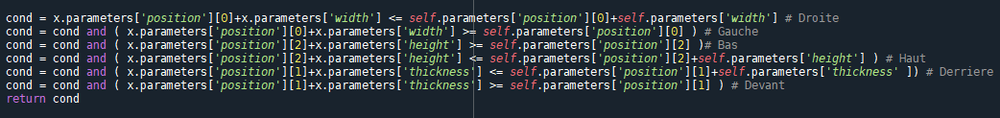 cond = x.parameters['position'][0]+x.parameters['width'] <= self.parameters['position'][0]+self.parameters['width'] # Droite
cond = cond and ( x.parameters['position'][0]+x.parameters['width'] >= self.parameters['position'][0] ) # Gauche
cond = cond and ( x.parameters['position'][2]+x.parameters['height'] >= self.parameters['position'][2] )# Bas
cond = cond and ( x.parameters['position'][2]+x.parameters['height'] <= self.parameters['position'][2]+self.parameters['height'] ) # Haut
cond = cond and ( x.parameters['position'][1]+x.parameters['thickness'] <= self.parameters['position'][1]+self.parameters['thickness' ]) # Derriere
cond = cond and ( x.parameters['position'][1]+x.parameters['thickness'] >= self.parameters['position'][1] ) # Devant
return cond